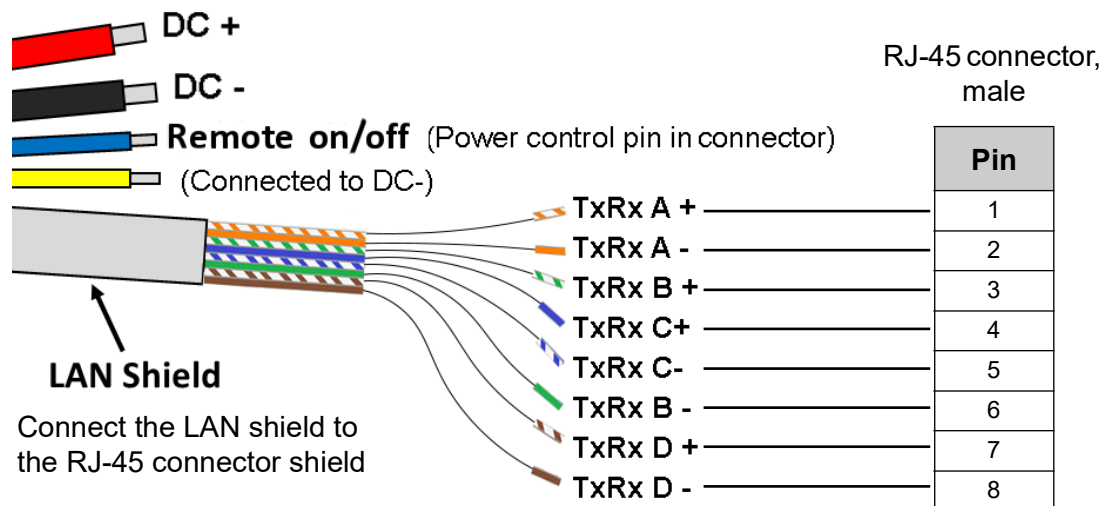 DC +
DC -
Remote on/off (Power control pin in connector)
(Connected to DC-)
LAN Shield
Connect the LAN shield to
the RJ-45 connector shield
RJ-45 connector,
male
Pin
TxRx A + 1
TxRx A - 2
TxRx B + 3
TxRx C+ 4
TxRx C- 5
TxRx B - 6
TxRx D + 7
TxRx D - 8